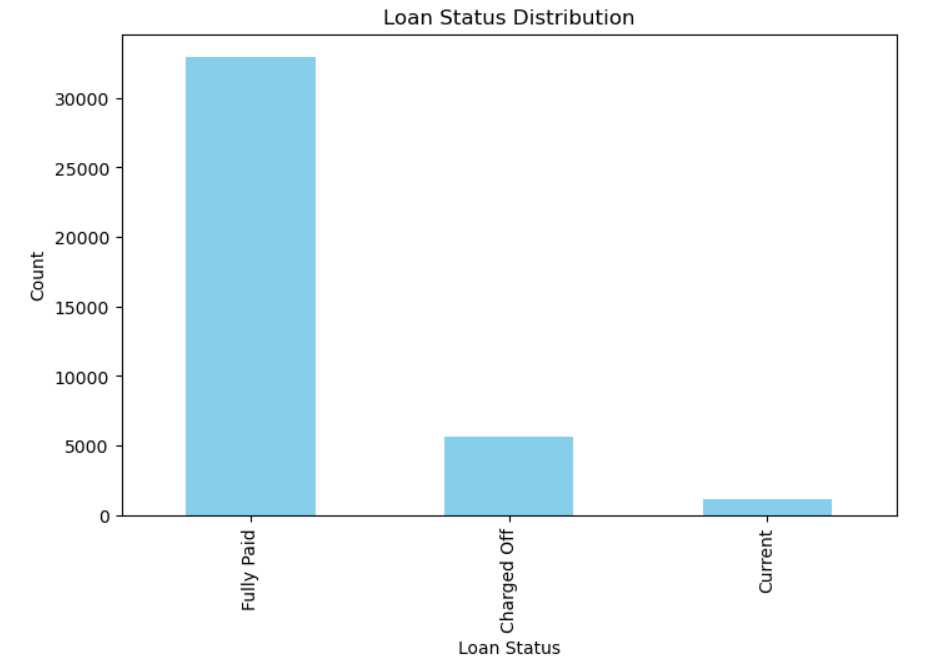 Loan Status Distribution
30000
25000
20000
15000
10000
5000
0
Count
Fully Paid
Charged Off
Current
Loan Status